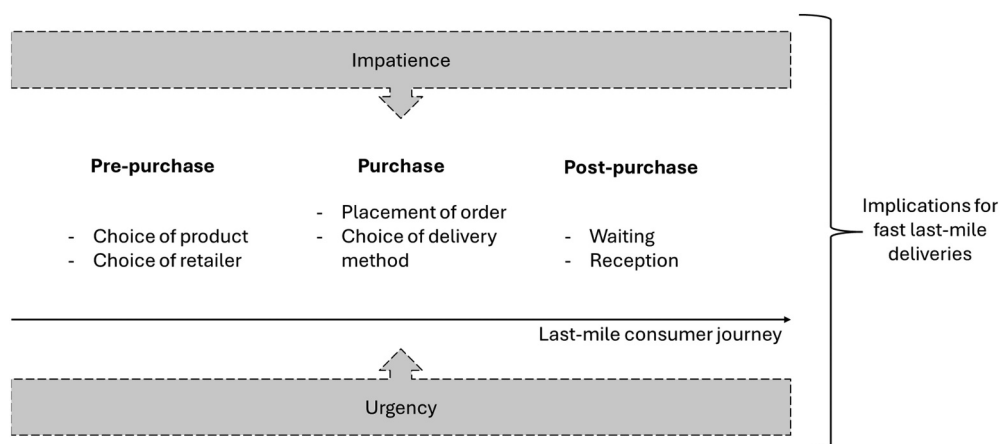 Impatience
Pre-purchase
- Choice of product
- Choice of retailer
Purchase
- Placement of order
- Choice of delivery
method
Post-purchase
- Waiting
- Reception
Last-mile consumer journey
Urgency
Implications for
fast last-mile
deliveries